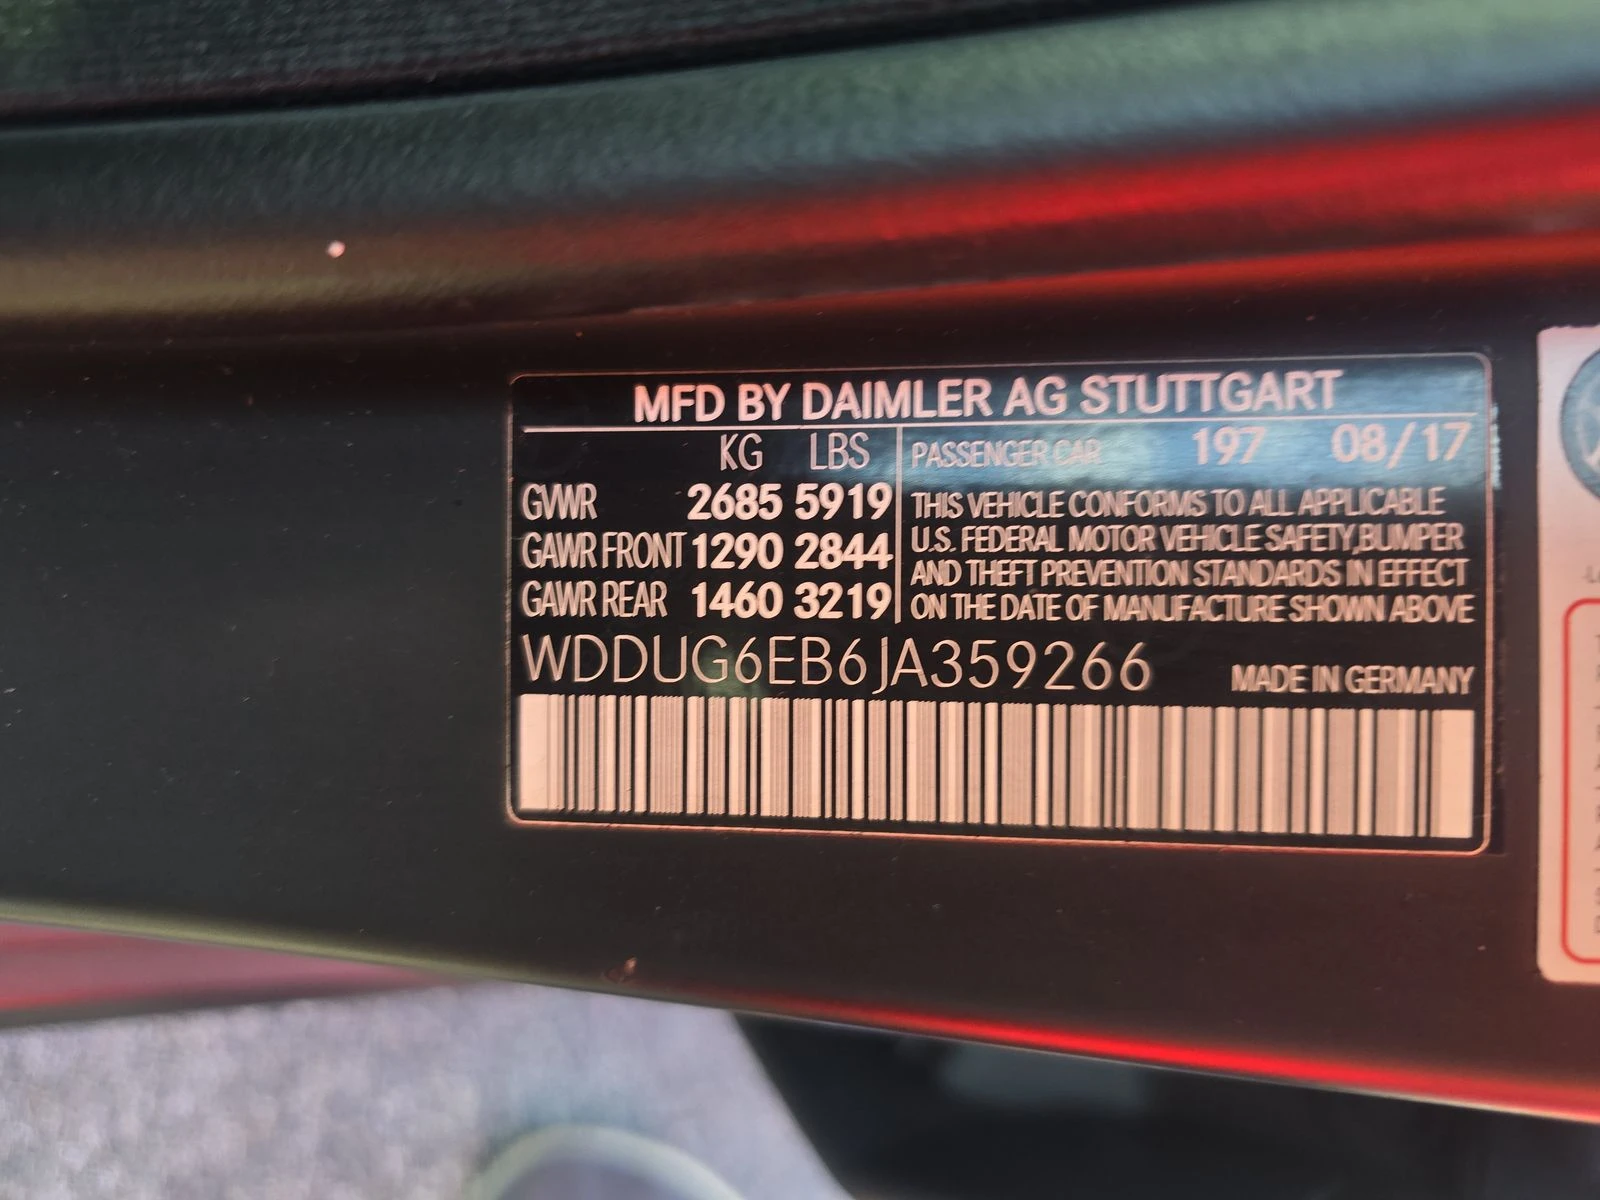 MFD BY DAIMLER AG STUTTGART
KG LBS
GVWR 2685 5919
GAWR FRONT 1290 2844
GAWR REAR 1460 3219
PASSENGER CAR 197 08/17
THIS VEHICLE CONFORMS TO ALL APPLICABLE
U.S. FEDERAL MOTOR VEHICLE SAFETY,BUMPER
AND THEFT PREVENTION STANDARDS IN EFFECT
ON THE DATE OF MANUFACTURE SHOWN ABOVE
WDDUG6EB6JA359266
MADE IN GERMANY